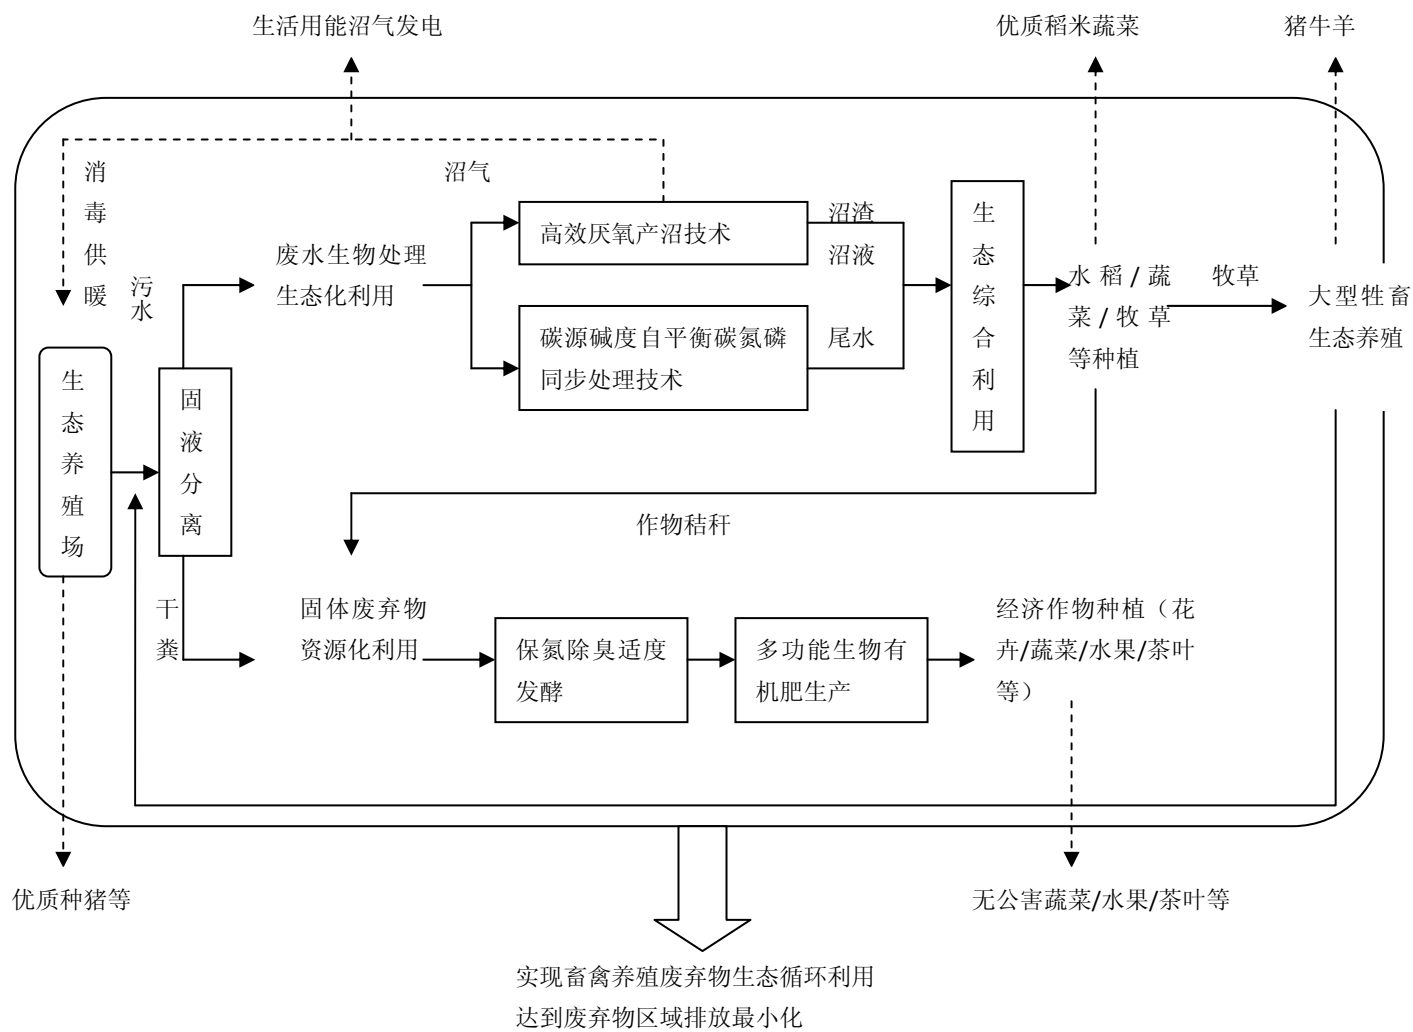 生活用能沼气发电
优质稻米蔬菜
猪牛羊
消毒供暖
沼气
污水
废水生物处理
生态化利用
高效厌氧产沼技术
碳源碱度自平衡碳氮磷
同步处理技术
沼渣
沼液
尾水
生态综合利用
水稻/蔬
菜/牧草
等种植
牧草
大型牲畜
生态养殖
生态养殖场
固液分离
作物秸秆
干粪
固体废弃物
资源化利用
保氮除臭适度
发酵
多功能生物有
机肥生产
经济作物种植（花
卉/蔬菜/水果/茶叶
等）
优质种猪等
无公害蔬菜/水果/茶叶等
实现畜禽养殖废弃物生态循环利用
达到废弃物区域排放最小化